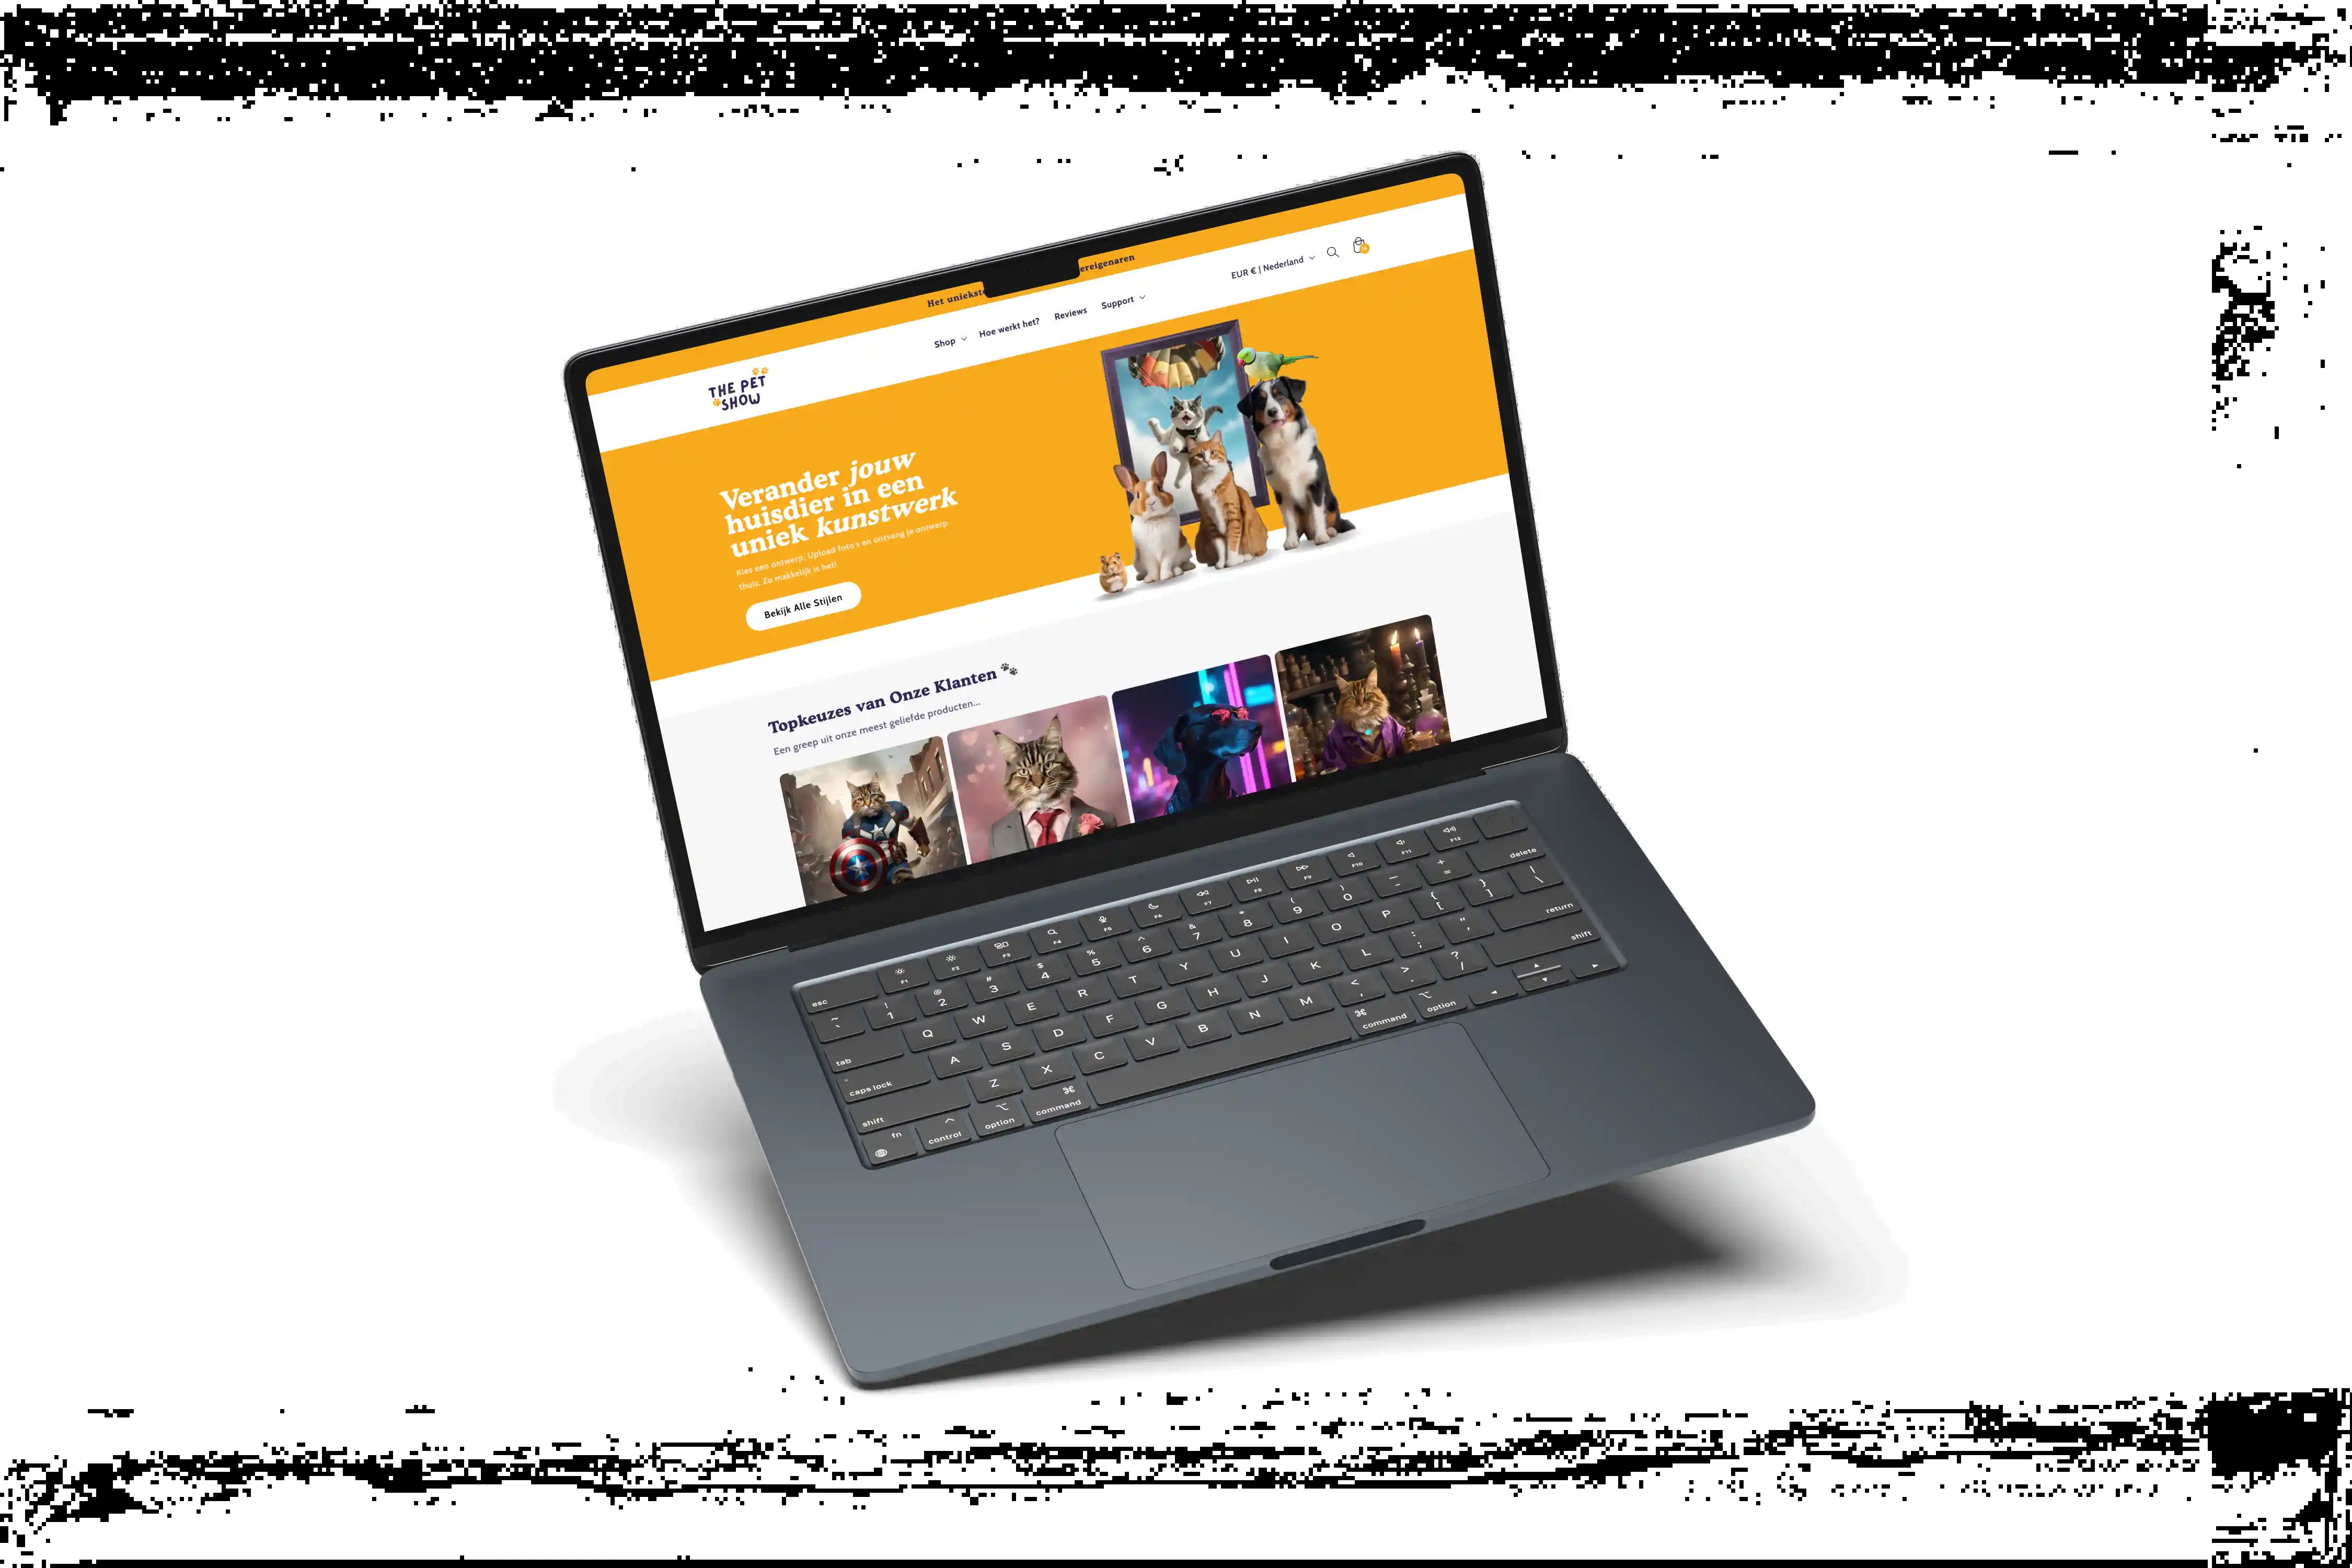 Het uniekste ereigenaren
THE PET
SHOW
Shop
Hoe werkt het?
Reviews
Support
EUR € | Nederland
Verander jouw
huisdier in een
uniek kunstwerk
Kies een ontwerp, Upload foto's en ontvang je ontwerp
thuis. Zo makkelijk is het!
Bekijk Alle Stijlen
Topkeuzes van Onze Klanten
Een greep uit onze meest geliefde producten...
esc F1 F2 F3 F4 F5 F6 F7 F8 F9 F10 F11 F12
~ ` ! 1 @ 2 # 3 $ 4 % 5 ^ 6 & 7 * 8 ( 9 ) 0 — - + = delete
tab Q W E R T Y U I O P { [ } ] | \
caps lock A S D F G H J K L : ; " ' return
shift Z X C V B N M < , > . ? / shift
fn control option ⌘ command ⌘ command option